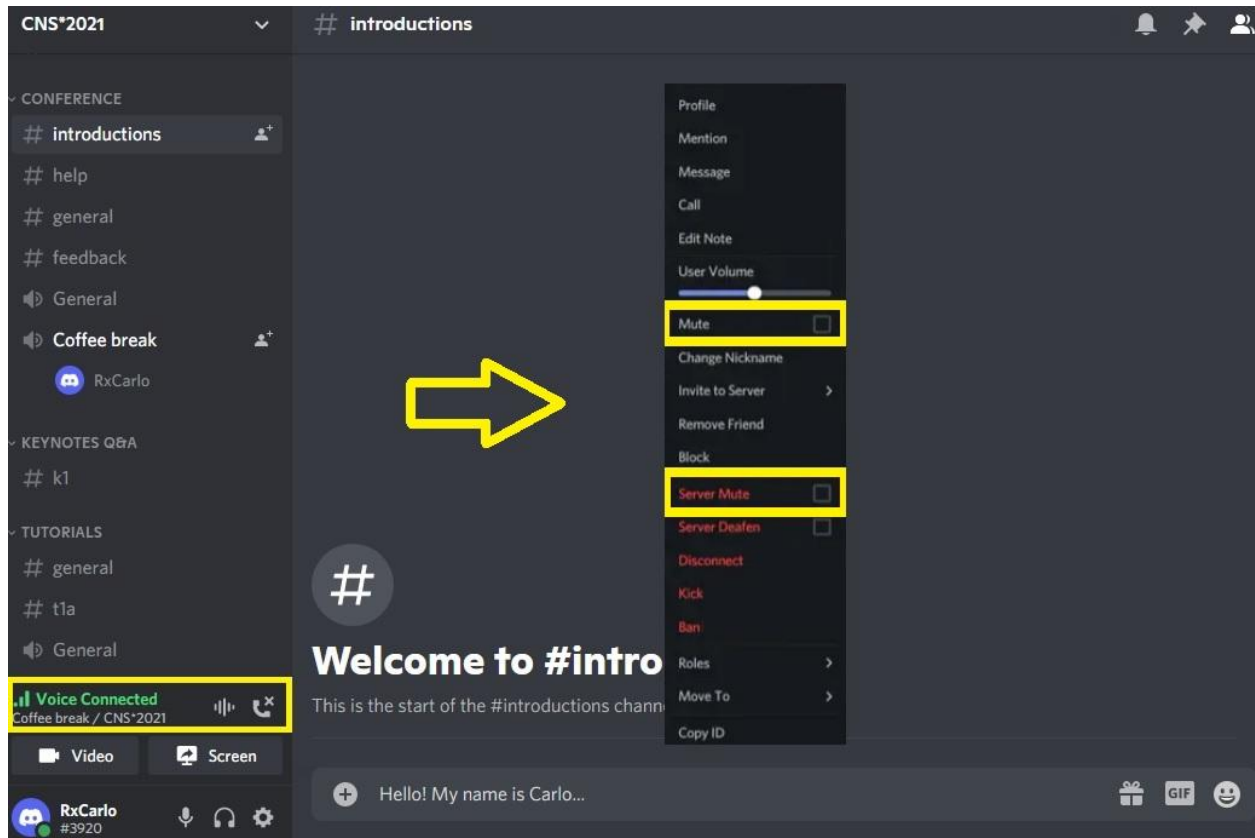 CNS*2021
# introductions
CONFERENCE
# introductions
# help
# general
# feedback
General
Coffee break
RxCarlo
KEYNOTES Q&A
# k1
TUTORIALS
# general
# t1a
General
Voice Connected
Coffee break / CNS*2021
Video
Screen
RxCarlo
#3920
Profile
Mention
Message
Call
Edit Note
User Volume
Mute
Change Nickname
Invite to Server
Remove Friend
Block
Server Mute
Server Deafen
Disconnect
Kick
Ban
Roles
Move To
Copy ID
#
Welcome to #intro
This is the start of the #introductions chann
Hello! My name is Carlo...
GIF